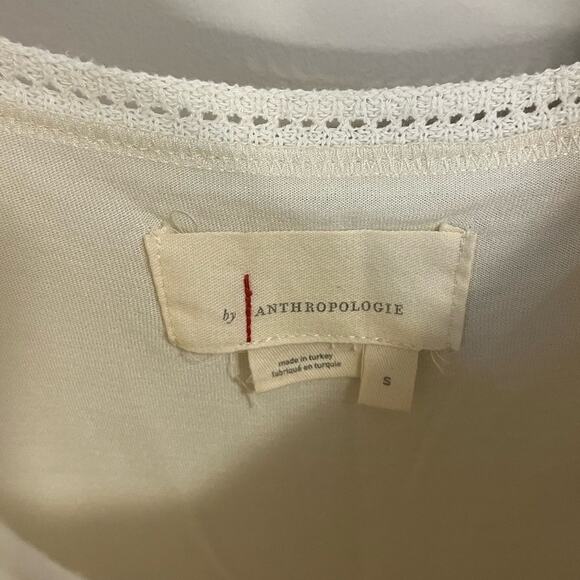 by ANTHROPOLOGIE
made in turkey
fabriqué en turquie
S